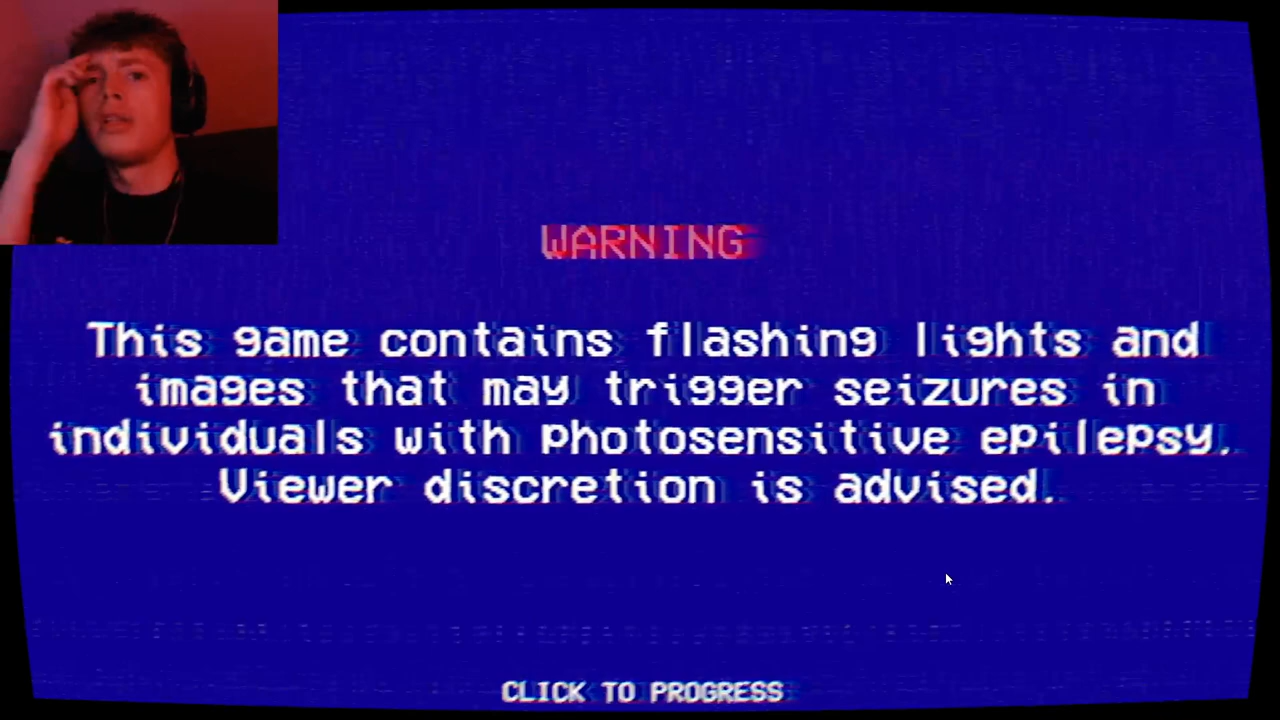 WARNING
This game contains flashing lights and
images that may trigger seizures in
individuals with photosensitive epilepsy.
Viewer discretion is advised.
CLICK TO PROGRESS